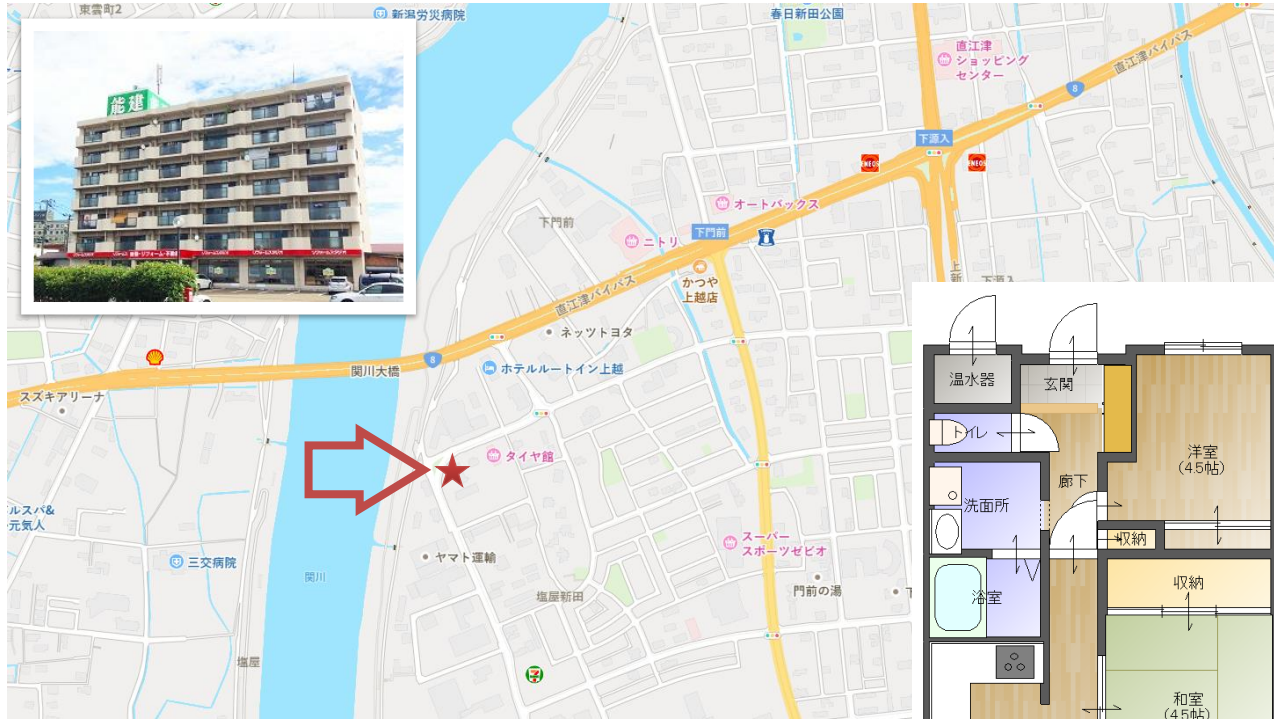 東雲町2
新潟労災病院
春日新田公園
直江津
ショッピング
センター
直江津バイパス
8
能建
下源入
ENEOS
ENEOS
オートバックス
下門前
下門前
ニトリ
かつや
上越店
直江津バイパス
ネッツトヨタ
8
関川大橋
ホテルルートイン上越
スズキアリーナ
タイヤ館
スーパー
スポーツゼビオ
元気人
三交病院
ヤマト運輸
関川
門前の湯
塩屋新田
塩屋
7
温水器
玄関
トイレ
洋室
(4.5帖)
廊下
洗面所
収納
収納
浴室
和室
(4.5帖)